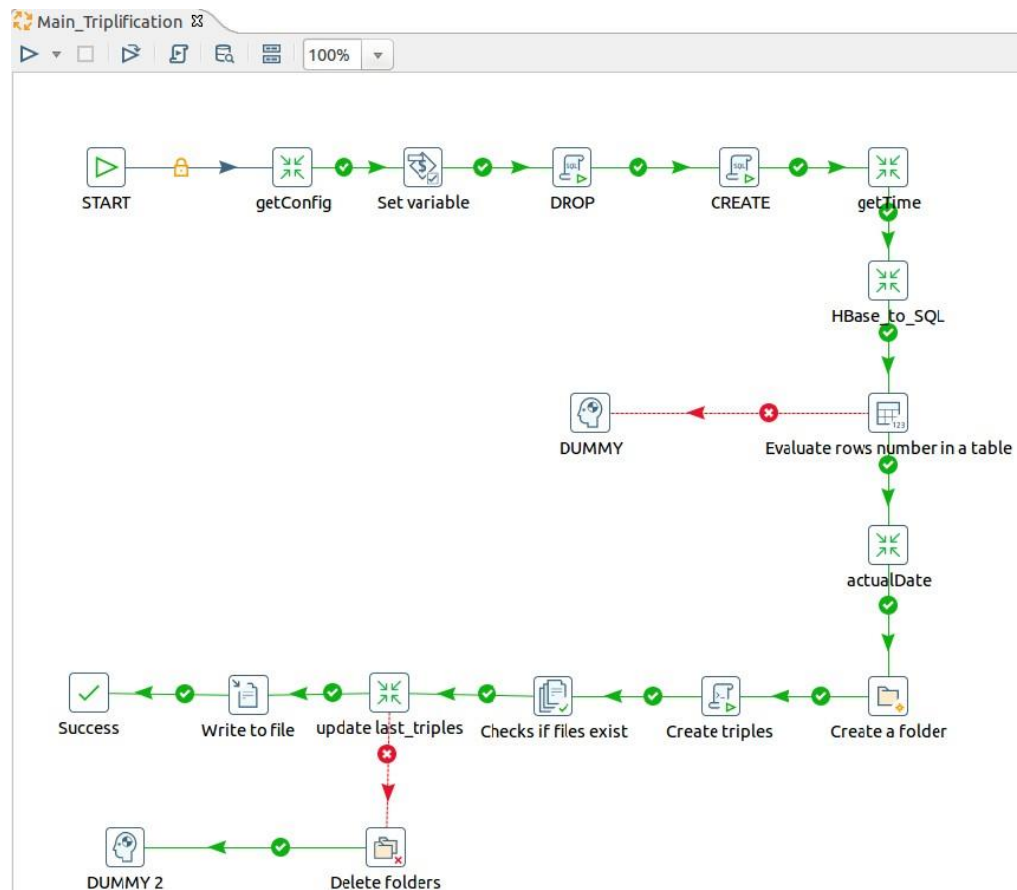 Main_Triplification
100%
START
getConfig
Set variable
DROP
CREATE
getTime
HBase_to_SQL
DUMMY
Evaluate rows number in a table
actualDate
Success
Write to file
update last_triples
Checks if files exist
Create triples
Create a folder
DUMMY 2
Delete folders